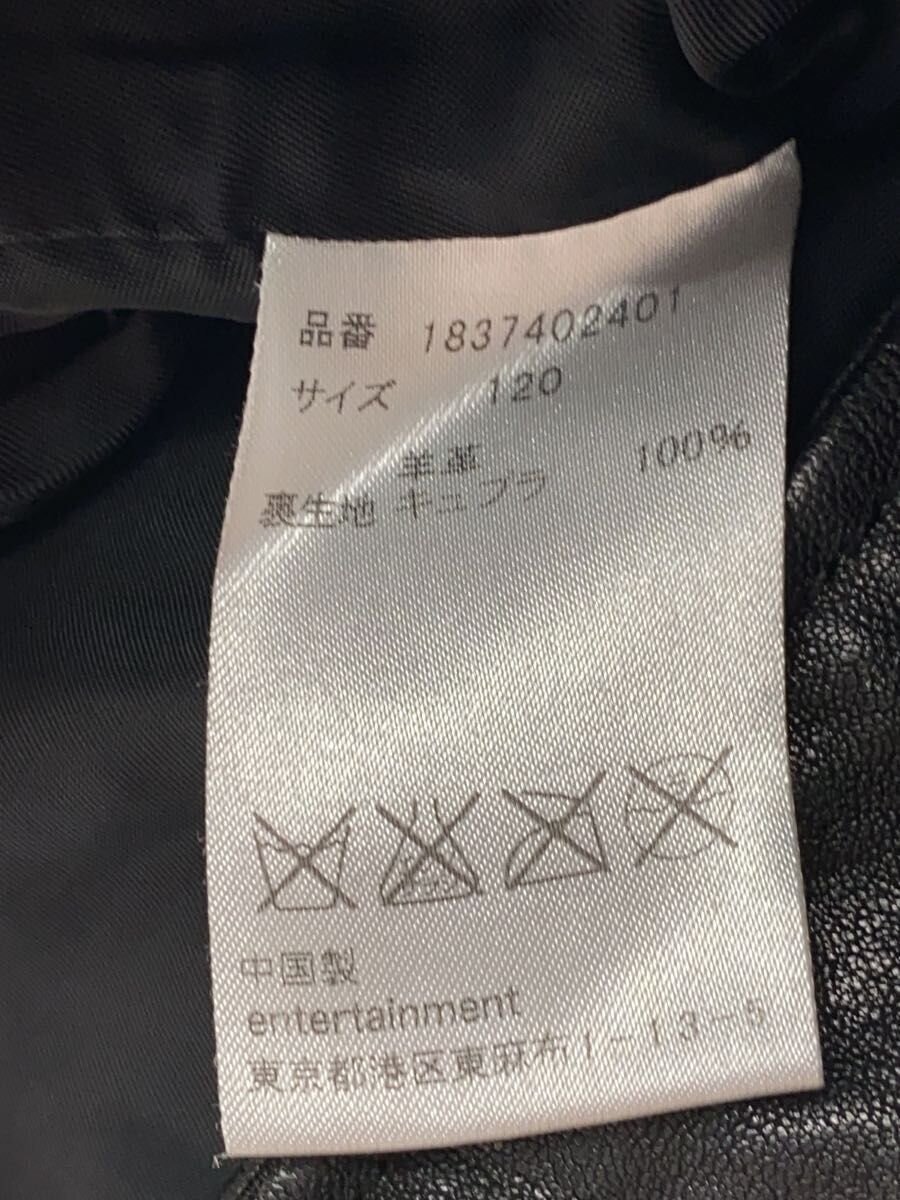 品番 1837402401
サイズ 120
羊革 100%
裏生地 キュプラ
中国製
entertainment
東京都港区東麻布1-13-5